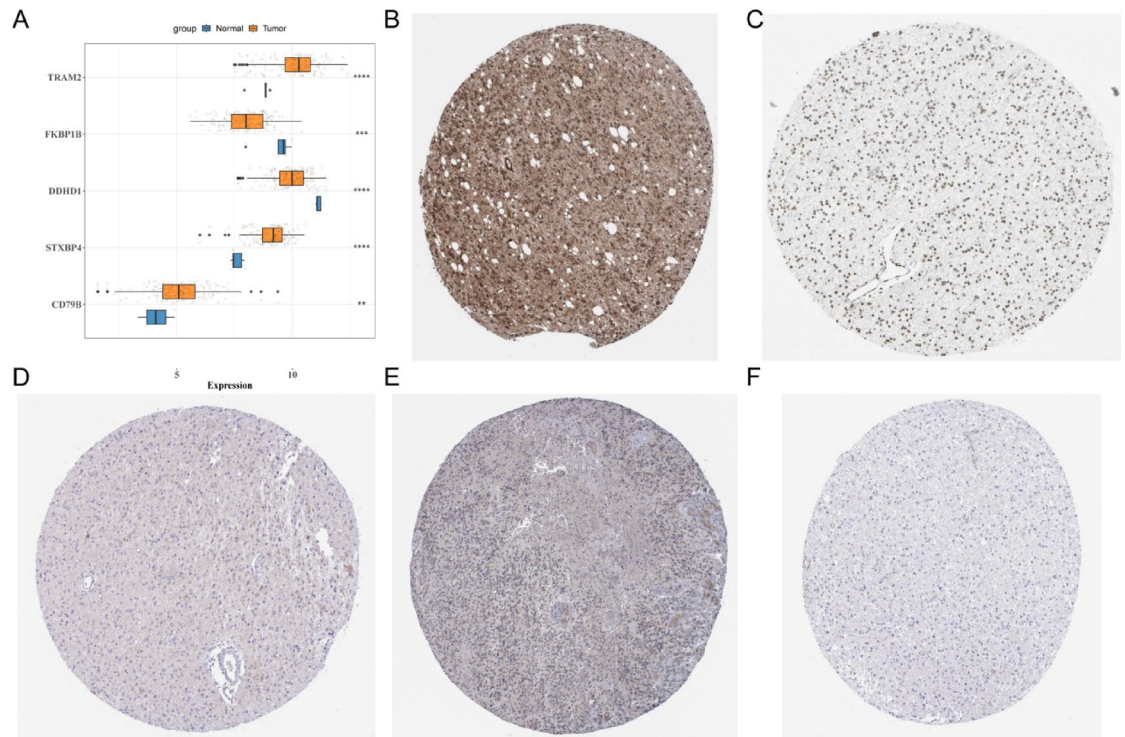 A
B
C
group Normal Tumor
TRAM2
****
FKBP1B
***
DDHD1
****
STXBP4
****
CD79B
**
5 10
Expression
D
E
F